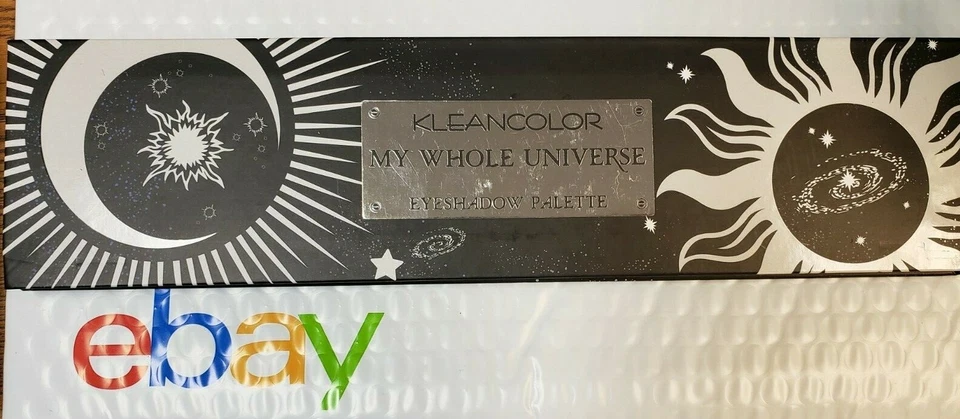 KLEANCOLOR
MY WHOLE UNIVERSE
EYESHADOW PALETTE
ebay